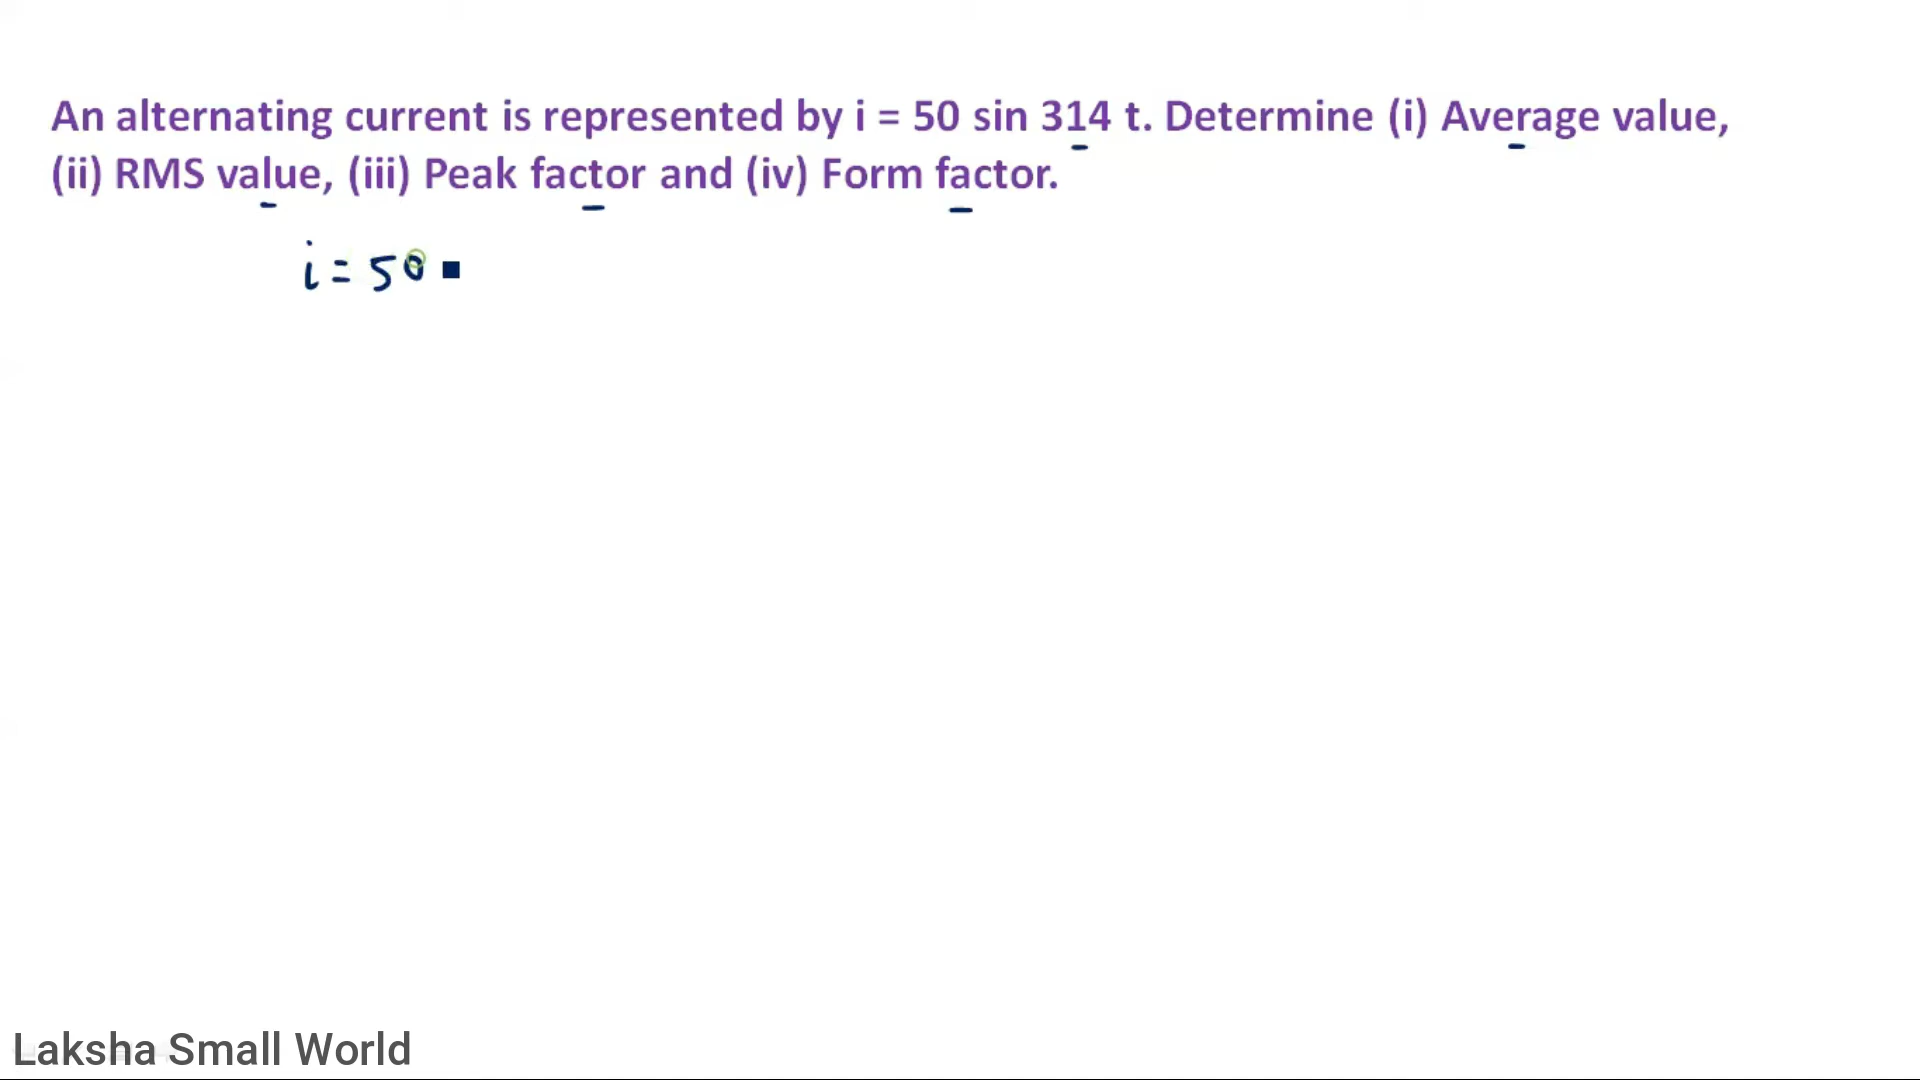 An alternating current is represented by i = 50 sin 314 t. Determine (i) Average value,
(ii) RMS value, (iii) Peak factor and (iv) Form factor.
i = 50
Laksha Small World